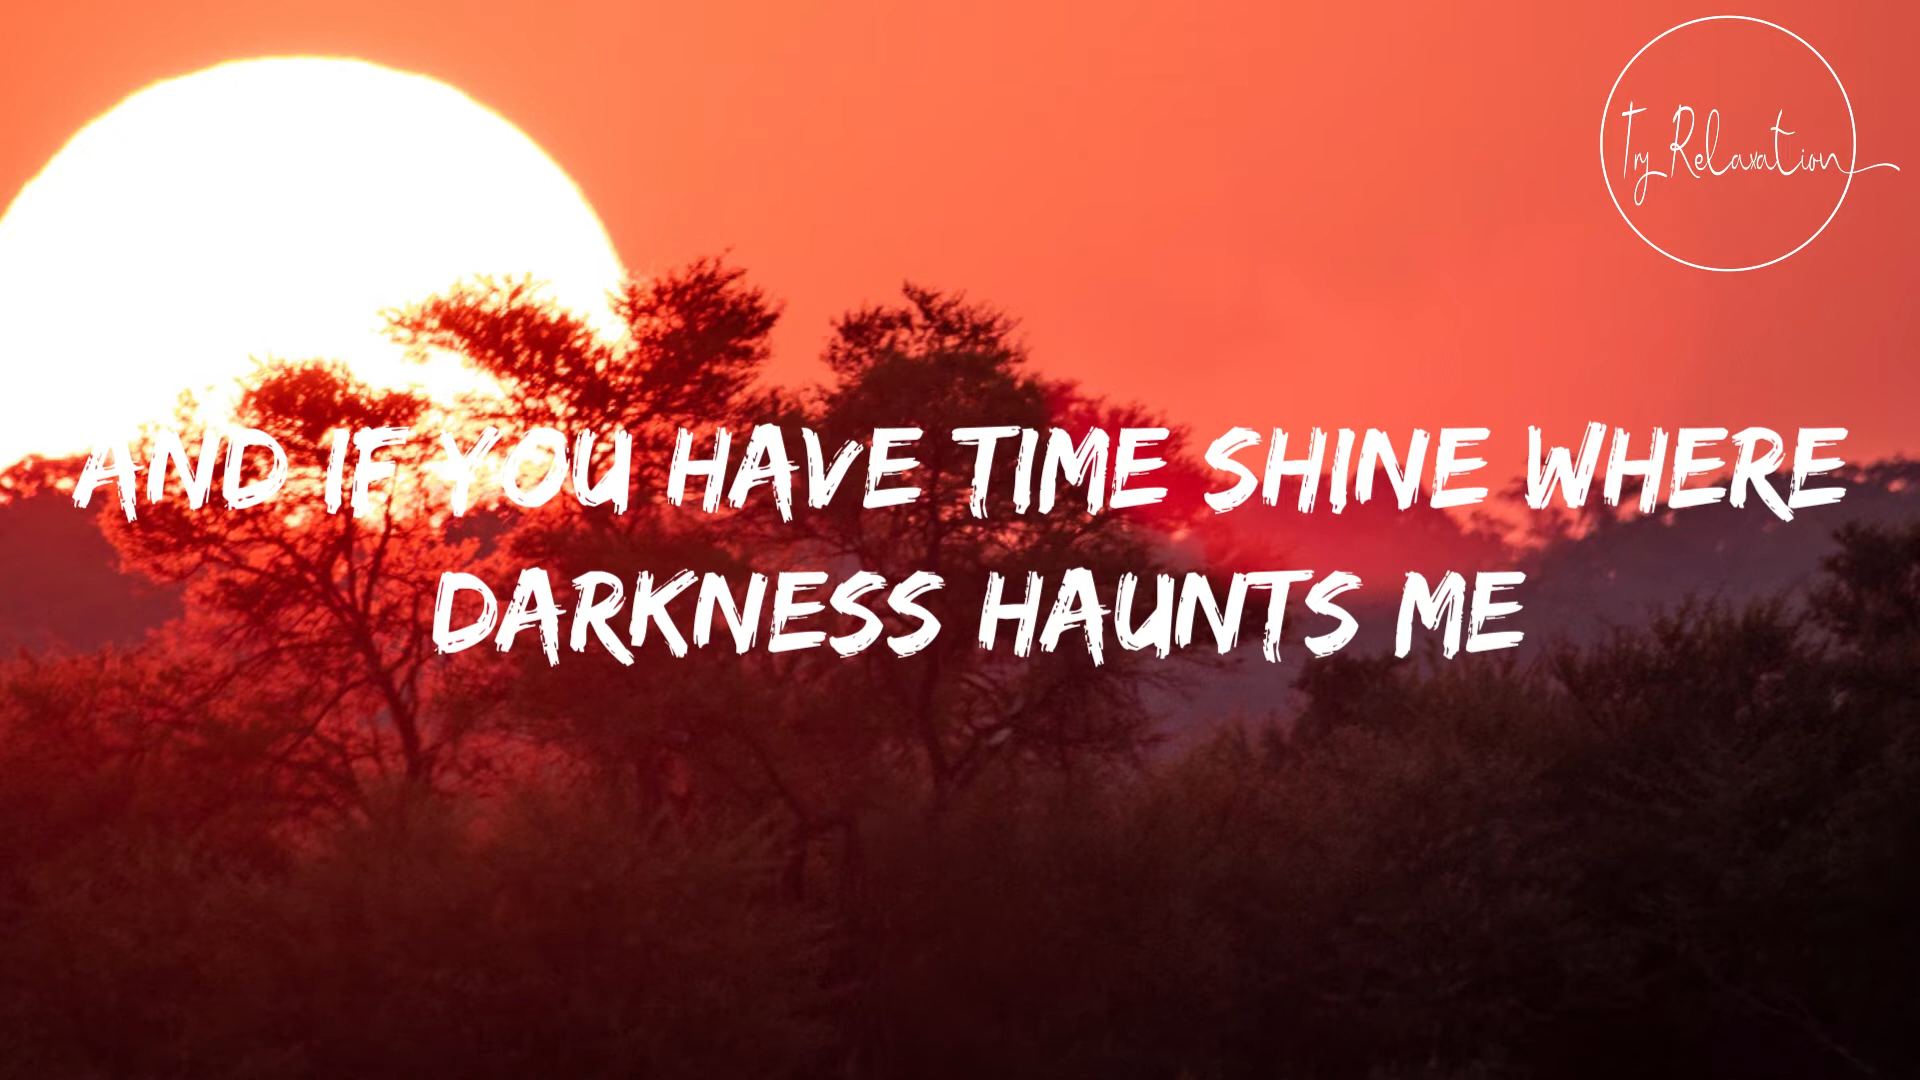 Try Relaxation
AND IF YOU HAVE TIME SHINE WHERE
DARKNESS HAUNTS ME